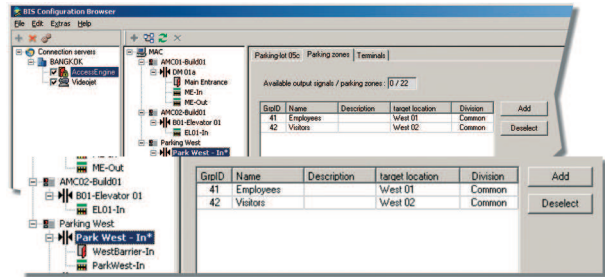 BIS Configuration Browser
File Edit Extras Help
Connection servers
BANGKOK
AccessEngine
Videojet
MAC
AMC01-Build01
DM 01a
Main Entrance
ME-In
ME-Out
AMC02-Build01
B01-Elevator 01
EL01-In
Parking West
Park West - In*
Parking-lot 05c Parking zones Terminals
Available output signals / parking zones: 0 / 22
GrpID Name Description target location Division
41 Employees West 01 Common
42 Visitors West 02 Common
Add
Deselect
ME-Out
AMC02-Build01
B01-Elevator 01
EL01-In
Parking West
Park West - In*
WestBarrier-In
ParkWest-In
GrpID Name Description target location Division
41 Employees West 01 Common
42 Visitors West 02 Common
Add
Deselect